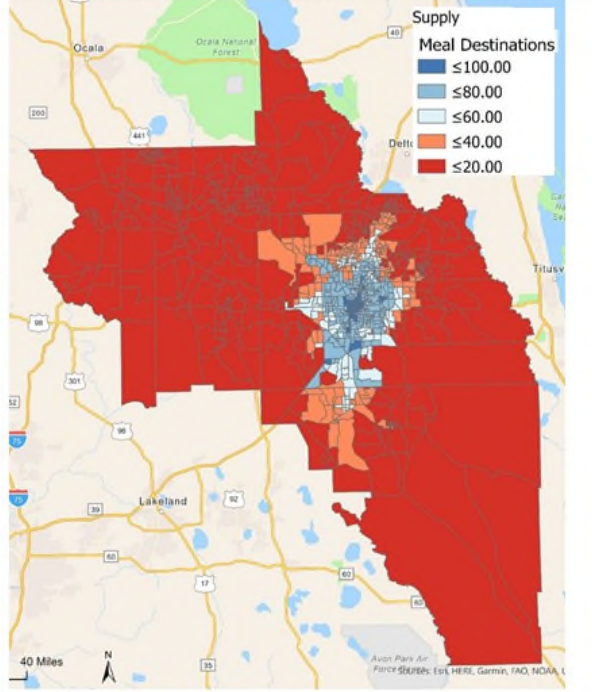 Supply
Meal Destinations
≤100.00
≤80.00
≤60.00
≤40.00
≤20.00
Ocala
Ocala National
Forest
40
200
441
Delto
Titusv
98
301
52
98
75
75
Lakeland
92
39
60
17
60
60
35
40 Miles
N
Avon Park Air
Sources: Esri, HERE, Garmin, FAO, NOAA, U